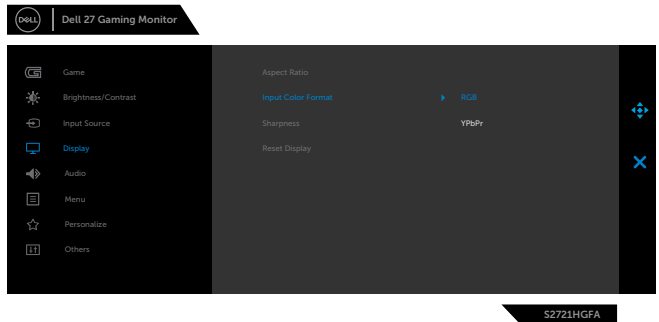 DELL
Dell 27 Gaming Monitor
Game
Aspect Ratio
Brightness/Contrast
Input Color Format
RGB
Input Source
Sharpness
YPbPr
Display
Reset Display
Audio
Menu
Personalize
Others
S2721HGFA